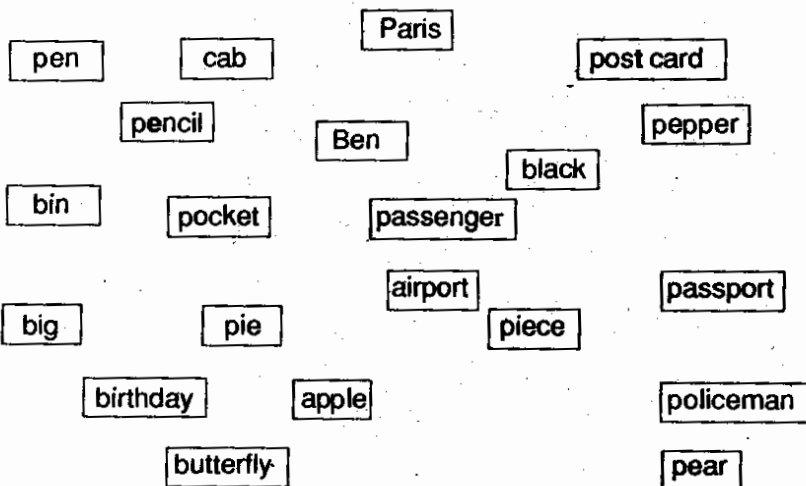 Paris
pen
cab
post card
pencil
Ben
pepper
black
bin
pocket
passenger
airport
passport
big
pie
piece
birthday
apple
policeman
butterfly
pear